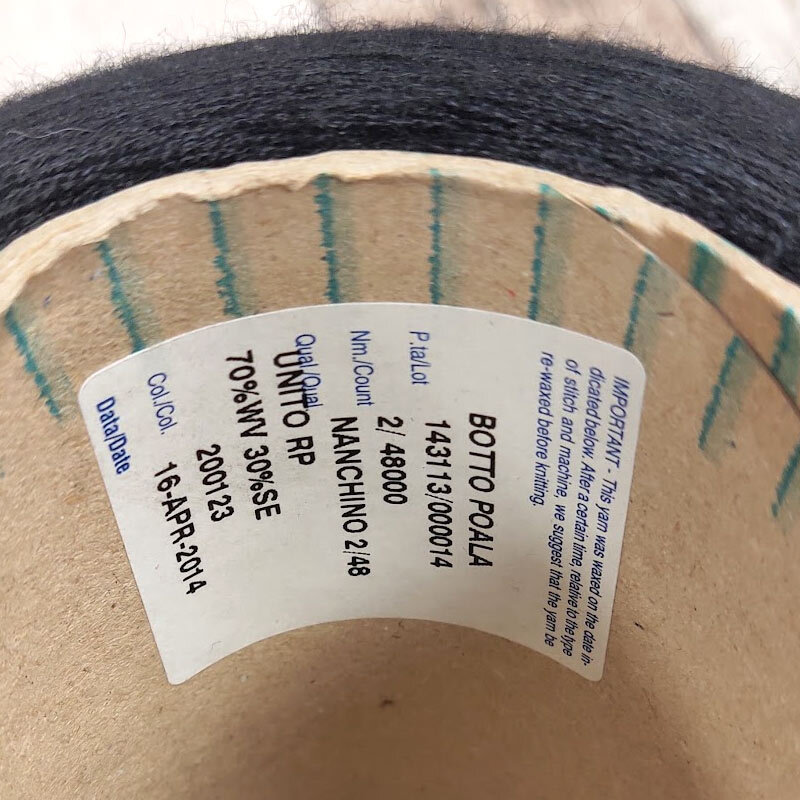 IMPORTANT - This yarn was waxed on the date in-
dicated below. After a certain time, relative to the type
of stitch and machine, we suggest that the yarn be
re-waxed before knitting.
BOTTO POALA
P.ta/Lot 143113/000014
Nm./Count 2/ 48000
NANCHINO 2/48
Qual/Qual UNITO RP
70%WV 30%SE
Col./Col. 200123
Data/Date 16-APR-2014